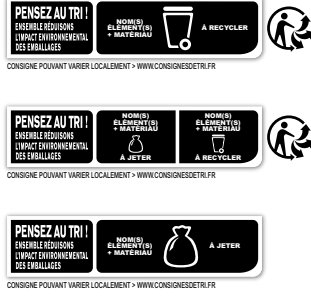 PENSEZ AU TRI !
ENSEMBLE RÉDUISONS
L'IMPACT ENVIRONNEMENTAL
DES EMBALLAGES
NOM(S)
ÉLÉMENT(S)
+ MATÉRIAU
À RECYCLER
CONSIGNE POUVANT VARIER LOCALEMENT > WWW.CONSIGNESDETRI.FR
PENSEZ AU TRI !
ENSEMBLE RÉDUISONS
L'IMPACT ENVIRONNEMENTAL
DES EMBALLAGES
NOM(S)
ÉLÉMENT(S)
+ MATÉRIAU
À JETER
NOM(S)
ÉLÉMENT(S)
+ MATÉRIAU
À RECYCLER
CONSIGNE POUVANT VARIER LOCALEMENT > WWW.CONSIGNESDETRI.FR
PENSEZ AU TRI !
ENSEMBLE RÉDUISONS
L'IMPACT ENVIRONNEMENTAL
DES EMBALLAGES
NOM(S)
ÉLÉMENT(S)
+ MATÉRIAU
À JETER
CONSIGNE POUVANT VARIER LOCALEMENT > WWW.CONSIGNESDETRI.FR